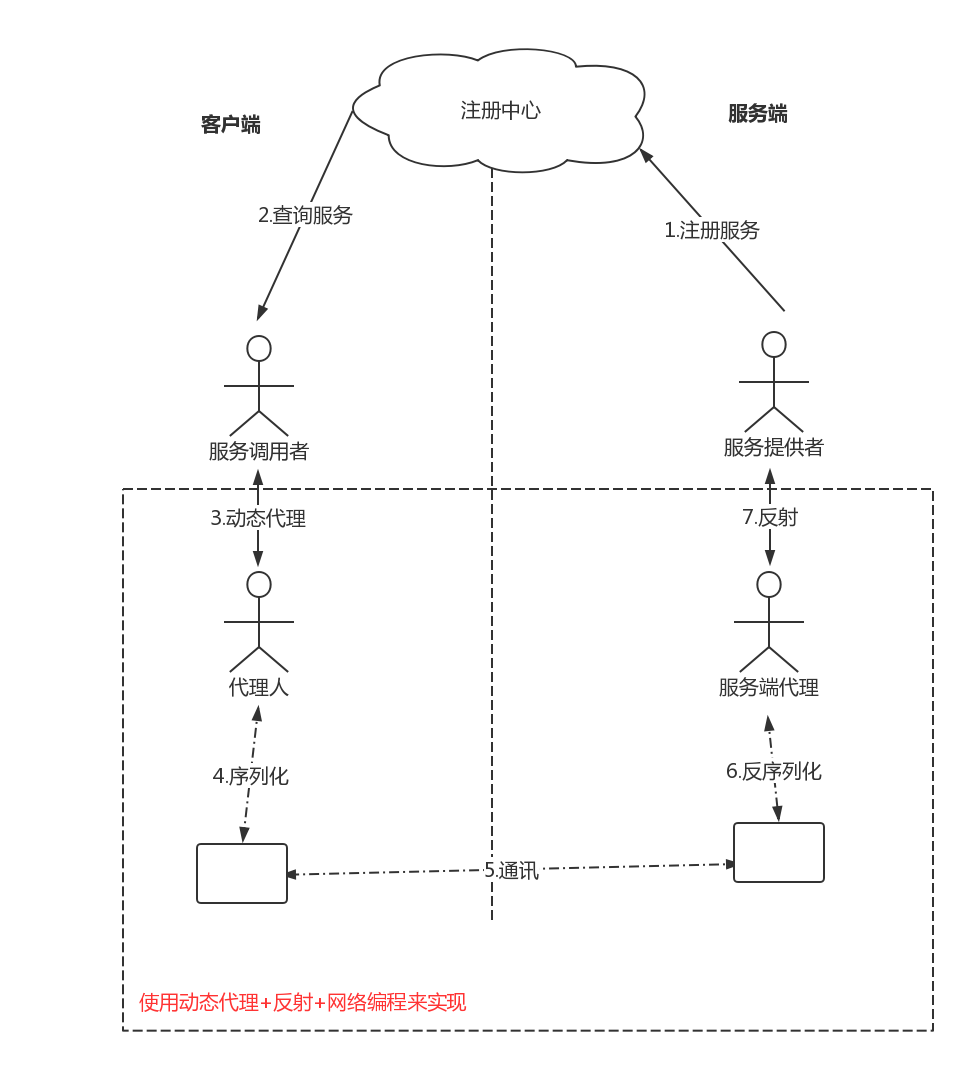 注册中心
客户端
服务端
2.查询服务
1.注册服务
服务调用者
服务提供者
3.动态代理
7.反射
代理人
服务端代理
4.序列化
6.反序列化
5.通讯
使用动态代理+反射+网络编程来实现